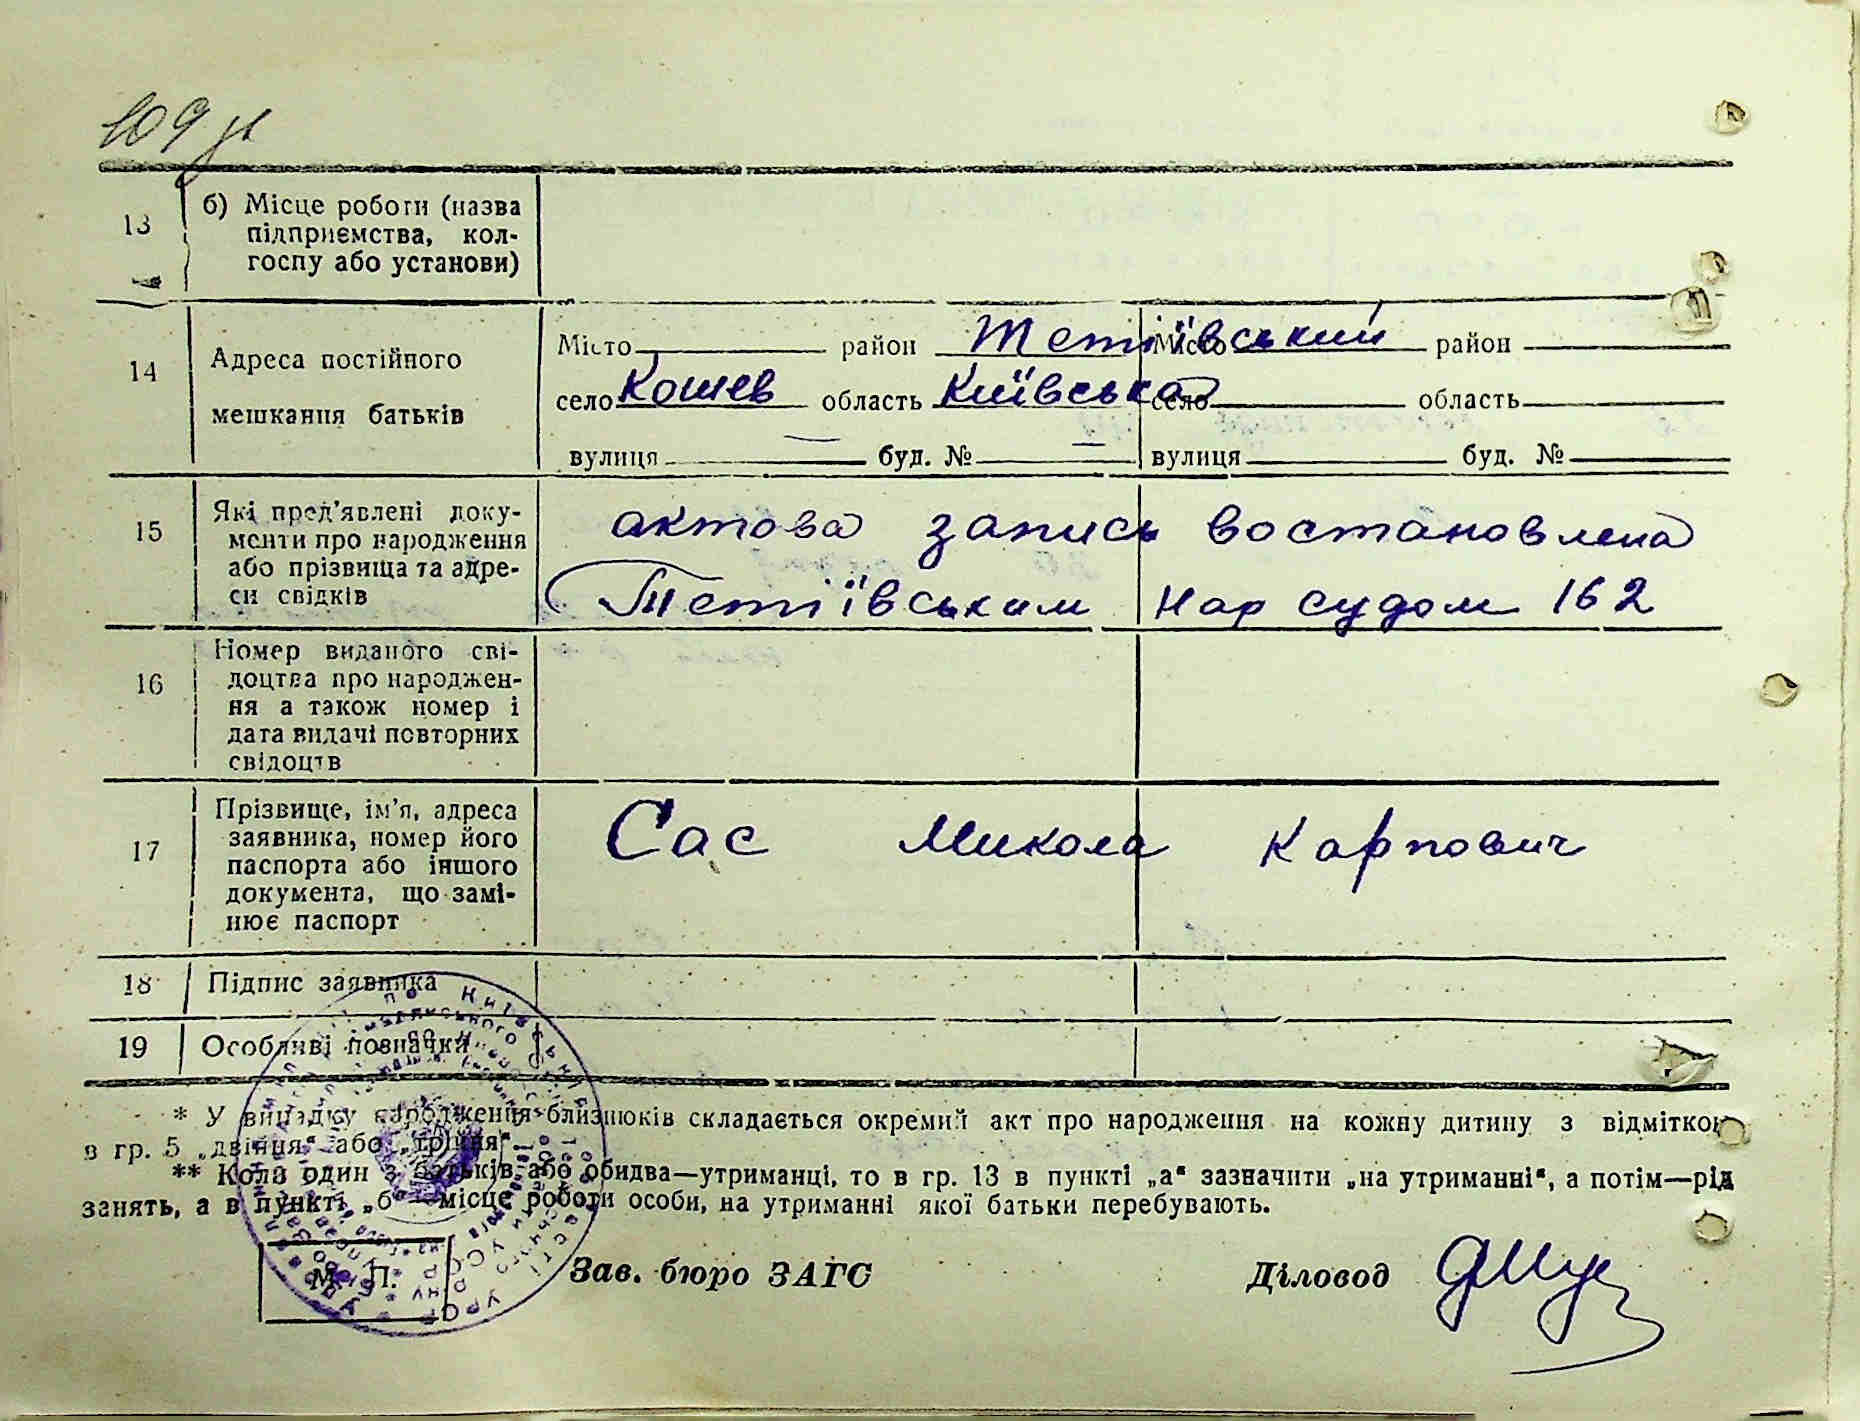 109
13 б) Місце роботи (назва
підприємства, кол-
госпу або установи)
14 Адреса постійного
мешкання батьків
Місто район Тетіївський Місто район
село Кошев область Київська село область
вулиця — буд. № — вулиця буд. №
15 Які пред'явлені доку-
менти про народження
або прізвища та адре-
си свідків
актова запись востановлена
Тетіївським Нар судом 162
16 Номер виданого сві-
доцтва про народжен-
ня а також номер і
дата видачі повторних
свідоцтв
17 Прізвище, ім'я, адреса
заявника, номер його
паспорта або іншого
документа, що замі-
нює паспорт
Сас Микола Карпович
18 Підпис заявника
19 Особливі позначки
* У випадку народження близнюків складається окремий акт про народження на кожну дитину з відміткою
в гр. 5 „двійня" або „трійня".
** Коли один з батьків або обидва—утриманці, то в гр. 13 в пункті „а" зазначити „на утриманні", а потім—рід
занять, а в пункті „б"—місце роботи особи, на утриманні якої батьки перебувають.
М. П. Зав. бюро ЗАГС Діловод